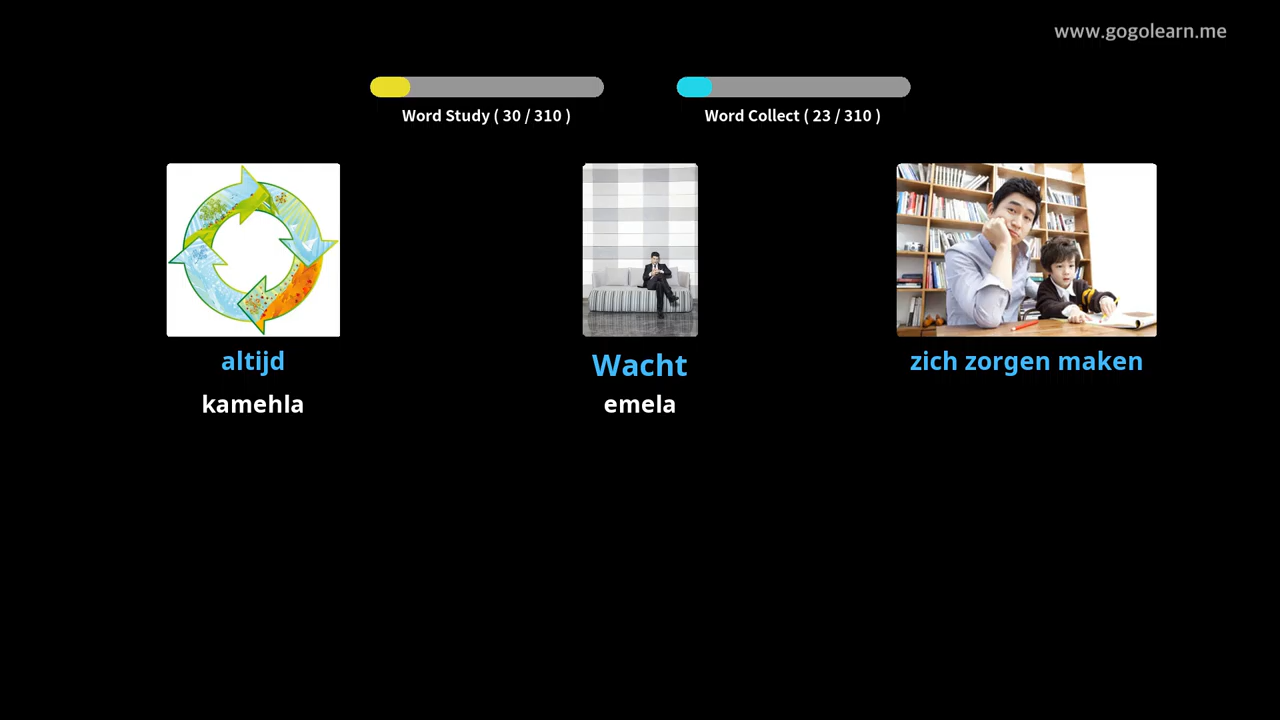 www.gogolearn.me
Word Study ( 30 / 310 )
Word Collect ( 23 / 310 )
altijd
Wacht
zich zorgen maken
kamehla
emela